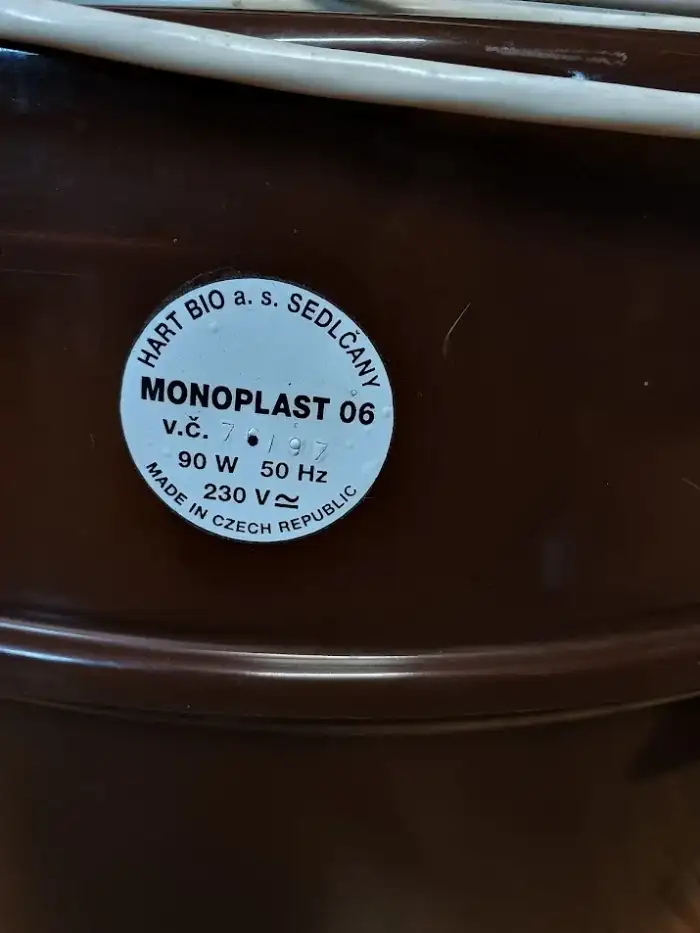 HART BIO a. s. SEDLČANY
MONOPLAST 06
v.č.
90 W 50 Hz
230 V ≃
MADE IN CZECH REPUBLIC